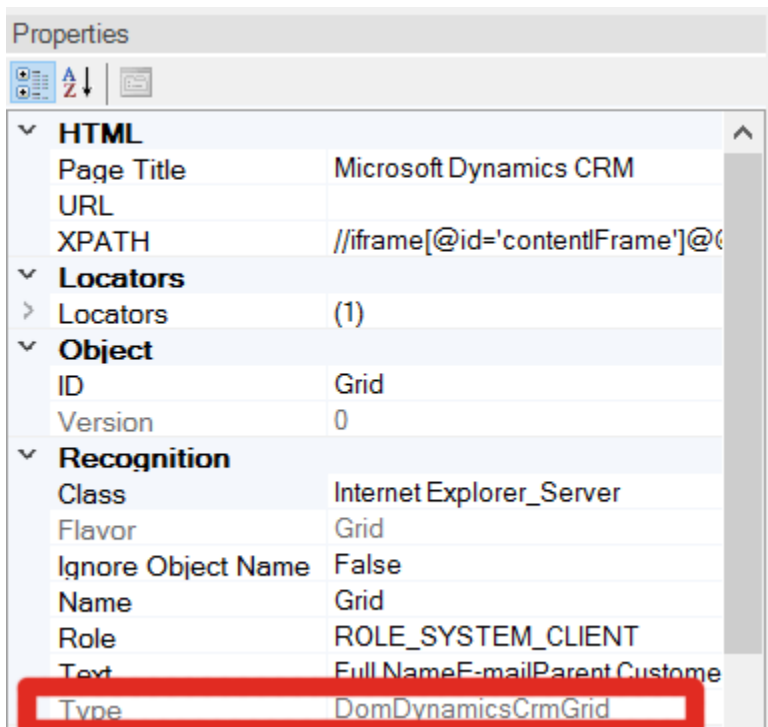 Properties
HTML
Page Title Microsoft Dynamics CRM
URL
XPATH //iframe[@id='contentIFrame']@@
Locators
Locators (1)
Object
ID Grid
Version 0
Recognition
Class Internet Explorer_Server
Flavor Grid
Ignore Object Name False
Name Grid
Role ROLE_SYSTEM_CLIENT
Text Full NameE-mailParent Custome
Type DomDynamicsCrmGrid